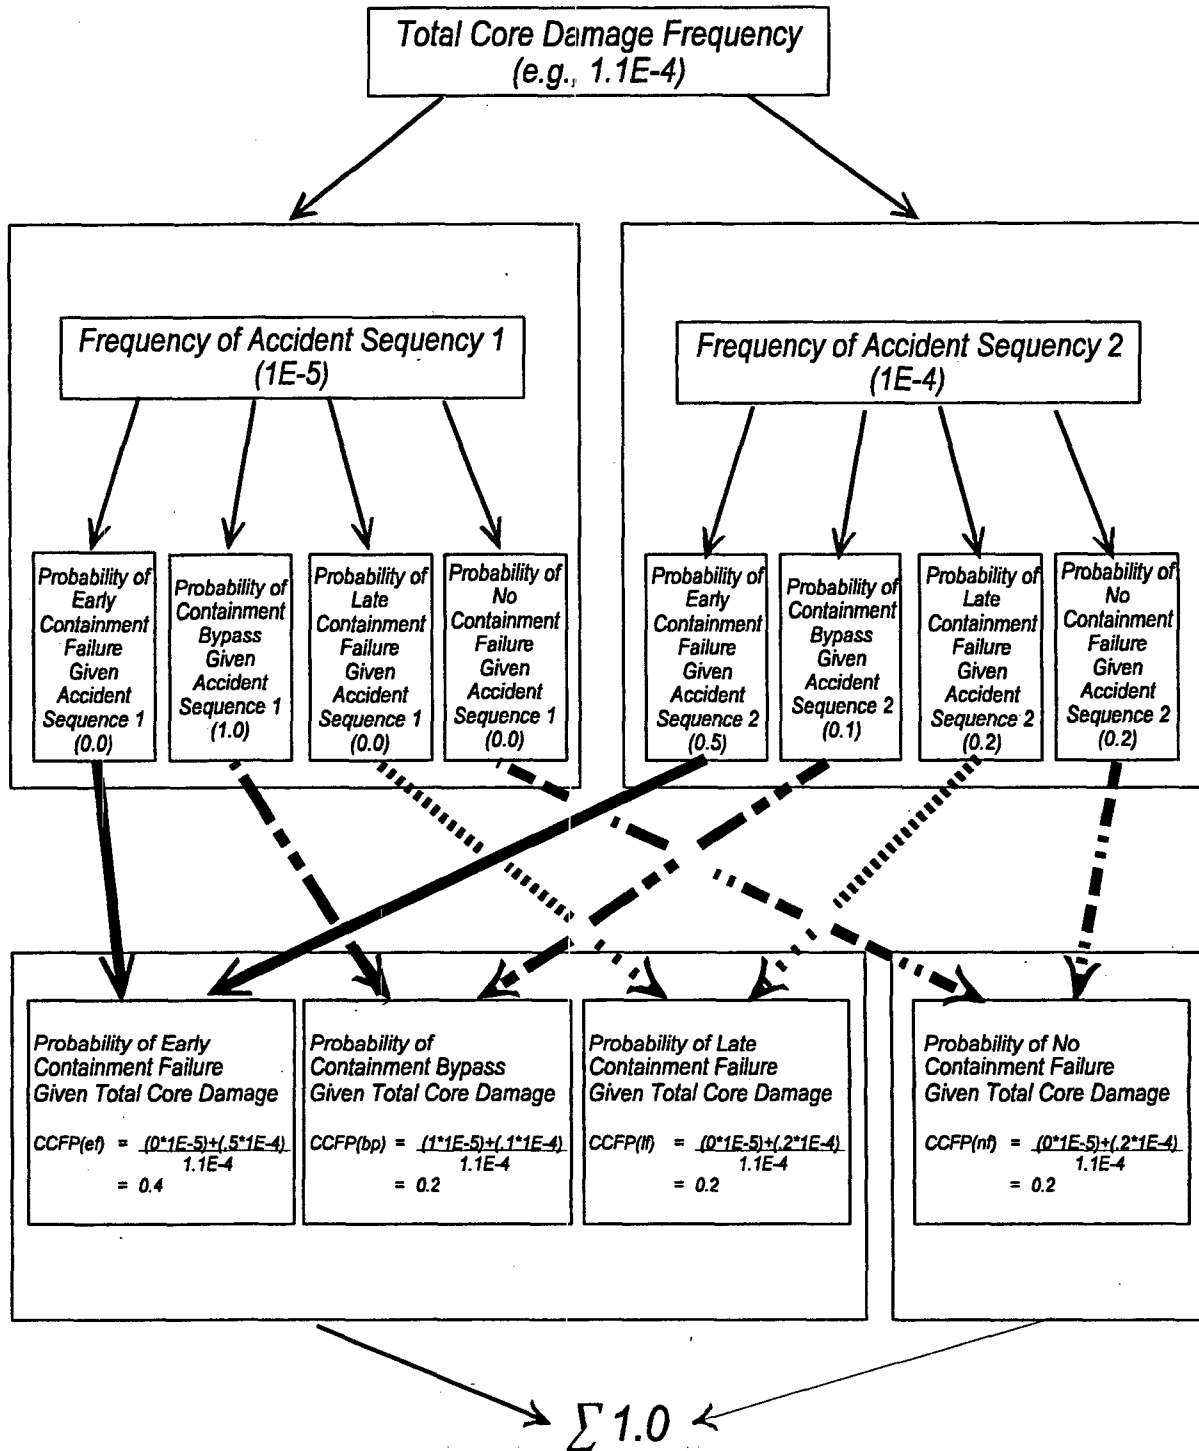 Total Core Damage Frequency
(e.g., 1.1E-4)
Frequency of Accident Sequency 1
(1E-5)
Frequency of Accident Sequency 2
(1E-4)
Probability of
Early
Containment
Failure
Given
Accident
Sequence 1
(0.0)
Probability of
Containment
Bypass
Given
Accident
Sequence 1
(1.0)
Probability of
Late
Containment
Failure
Given
Accident
Sequence 1
(0.0)
Probability of
No
Containment
Failure
Given
Accident
Sequence 1
(0.0)
Probability of
Early
Containment
Failure
Given
Accident
Sequence 2
(0.5)
Probability of
Containment
Bypass
Given
Accident
Sequence 2
(0.1)
Probability of
Late
Containment
Failure
Given
Accident
Sequence 2
(0.2)
Probability of
No
Containment
Failure
Given
Accident
Sequence 2
(0.2)
Probability of Early
Containment Failure
Given Total Core Damage
CCFP(ef) = (0*1E-5)+(.5*1E-4)
1.1E-4
= 0.4
Probability of
Containment Bypass
Given Total Core Damage
CCFP(bp) = (1*1E-5)+(.1*1E-4)
1.1E-4
= 0.2
Probability of Late
Containment Failure
Given Total Core Damage
CCFP(lf) = (0*1E-5)+(.2*1E-4)
1.1E-4
= 0.2
Probability of No
Containment Failure
Given Total Core Damage
CCFP(nf) = (0*1E-5)+(.2*1E-4)
1.1E-4
= 0.2
∑ 1.0